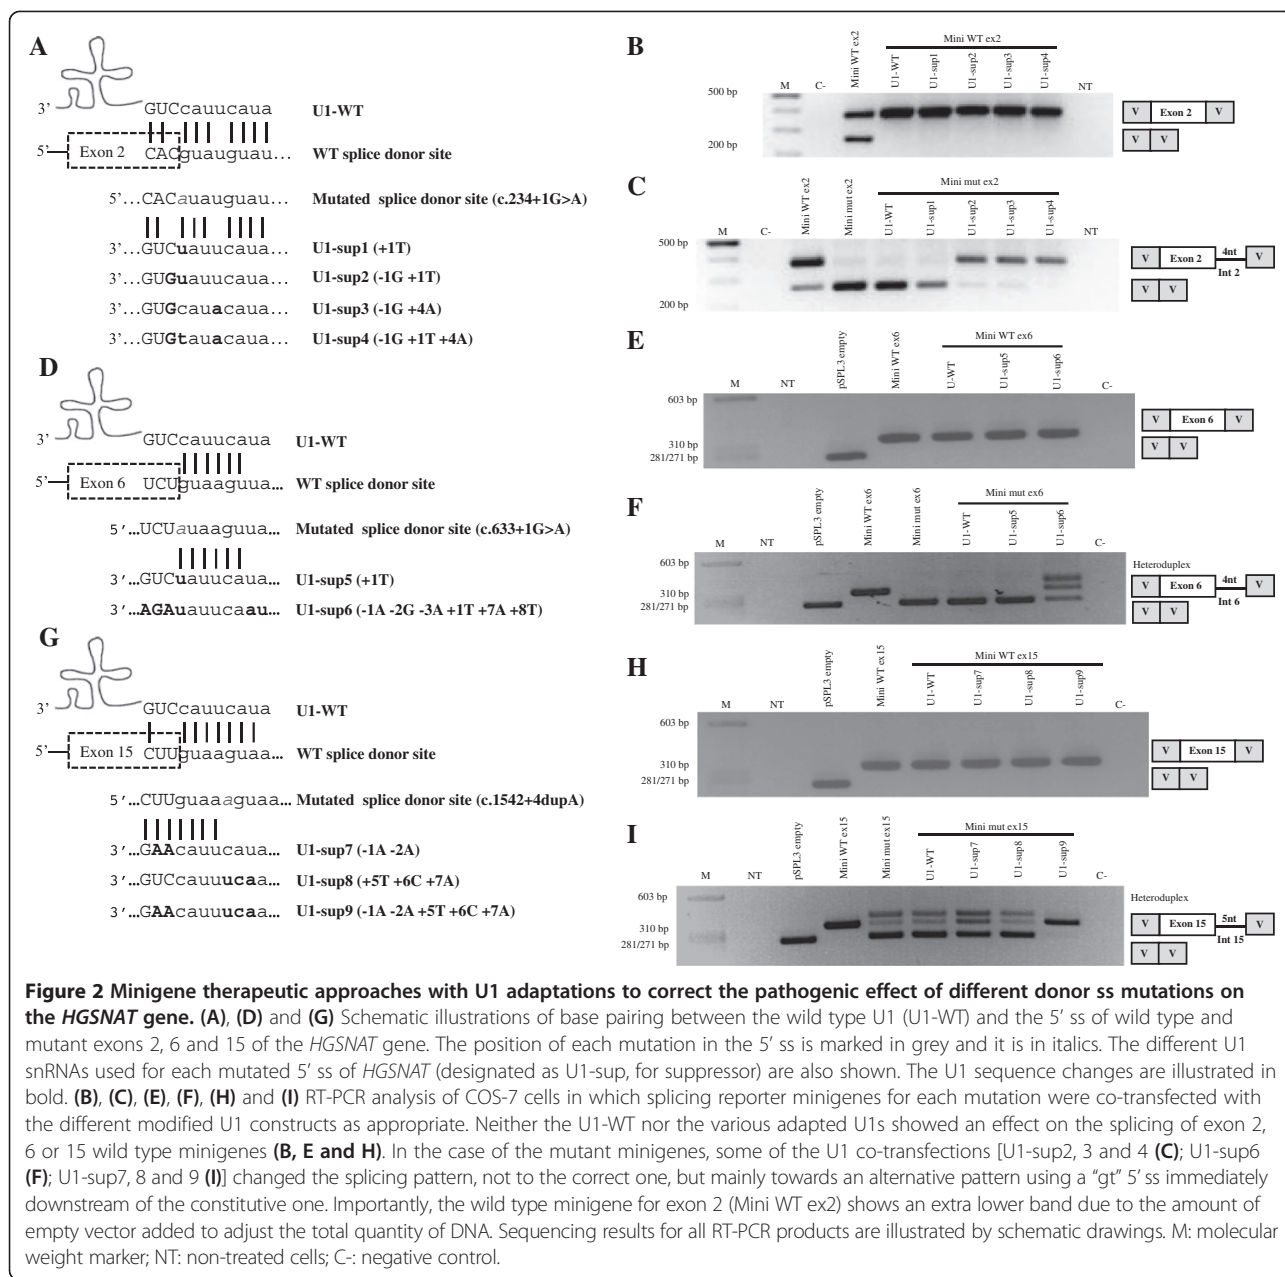 A
3’
GUCcauucaua
U1-WT
5’
Exon 2
CACguauguau...
WT splice donor site
5’...CACauauguau...
Mutated splice donor site (c.234+1G>A)
3’...GUCuauucaua...
U1-sup1 (+1T)
3’...GUGuauucaua...
U1-sup2 (-1G +1T)
3’...GUGcauacaua...
U1-sup3 (-1G +4A)
3’...GUGtauacaua...
U1-sup4 (-1G +1T +4A)
B
Mini WT ex2
M
C-
Mini WT ex2
U1-WT
U1-sup1
U1-sup2
U1-sup3
U1-sup4
NT
500 bp
200 bp
V
Exon 2
V
V
V
C
Mini mut ex2
M
C-
Mini WT ex2
Mini mut ex2
U1-WT
U1-sup1
U1-sup2
U1-sup3
U1-sup4
NT
500 bp
200 bp
V
Exon 2
4nt
Int 2
V
V
V
D
3’
GUCcauucaua
U1-WT
5’
Exon 6
UCUguaaguua...
WT splice donor site
5’...UCUauaaguua...
Mutated splice donor site (c.633+1G>A)
3’...GUCuauucaua...
U1-sup5 (+1T)
3’...AGAuauucaau...
U1-sup6 (-1A -2G -3A +1T +7A +8T)
E
Mini WT ex6
M
NT
pSPL3 empty
Mini WT ex6
U-WT
U1-sup5
U1-sup6
C-
603 bp
310 bp
281/271 bp
V
Exon 6
V
V
V
F
Mini mut ex6
M
NT
pSPL3 empty
Mini WT ex6
Mini mut ex6
U1-WT
U1-sup5
U1-sup6
C-
603 bp
310 bp
281/271 bp
Heteroduplex
V
Exon 6
4nt
Int 6
V
V
V
G
3’
GUCcauucaua
U1-WT
5’
Exon 15
CUUguaaguaa...
WT splice donor site
5’...CUUguaaaguaa...
Mutated splice donor site (c.1542+4dupA)
3’...GAAcauucaua...
U1-sup7 (-1A -2A)
3’...GUCcauuucaa...
U1-sup8 (+5T +6C +7A)
3’...GAAcauuucaa...
U1-sup9 (-1A -2A +5T +6C +7A)
H
Mini WT ex15
M
NT
pSPL3 empty
Mini WT ex15
U1-WT
U1-sup7
U1-sup8
U1-sup9
C-
603 bp
310 bp
281/271 bp
V
Exon 15
V
V
V
I
Mini mut ex15
M
NT
pSPL3 empty
Mini WT ex15
Mini mut ex15
U1-WT
U1-sup7
U1-sup8
U1-sup9
C-
603 bp
310 bp
281/271 bp
Heteroduplex
V
Exon 15
5nt
Int 15
V
V
V
Figure 2 Minigene therapeutic approaches with U1 adaptations to correct the pathogenic effect of different donor ss mutations on
the HGSNAT gene. (A), (D) and (G) Schematic illustrations of base pairing between the wild type U1 (U1-WT) and the 5’ ss of wild type and
mutant exons 2, 6 and 15 of the HGSNAT gene. The position of each mutation in the 5’ ss is marked in grey and it is in italics. The different U1
snRNAs used for each mutated 5’ ss of HGSNAT (designated as U1-sup, for suppressor) are also shown. The U1 sequence changes are illustrated in
bold. (B), (C), (E), (F), (H) and (I) RT-PCR analysis of COS-7 cells in which splicing reporter minigenes for each mutation were co-transfected with
the different modified U1 constructs as appropriate. Neither the U1-WT nor the various adapted U1s showed an effect on the splicing of exon 2,
6 or 15 wild type minigenes (B, E and H). In the case of the mutant minigenes, some of the U1 co-transfections [U1-sup2, 3 and 4 (C); U1-sup6
(F); U1-sup7, 8 and 9 (I)] changed the splicing pattern, not to the correct one, but mainly towards an alternative pattern using a “gt” 5’ ss immediately
downstream of the constitutive one. Importantly, the wild type minigene for exon 2 (Mini WT ex2) shows an extra lower band due to the amount of
empty vector added to adjust the total quantity of DNA. Sequencing results for all RT-PCR products are illustrated by schematic drawings. M: molecular
weight marker; NT: non-treated cells; C-: negative control.